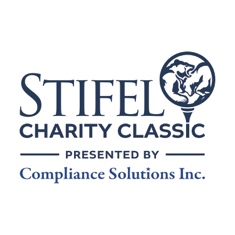 STIFEL
CHARITY CLASSIC
PRESENTED BY
Compliance Solutions Inc.